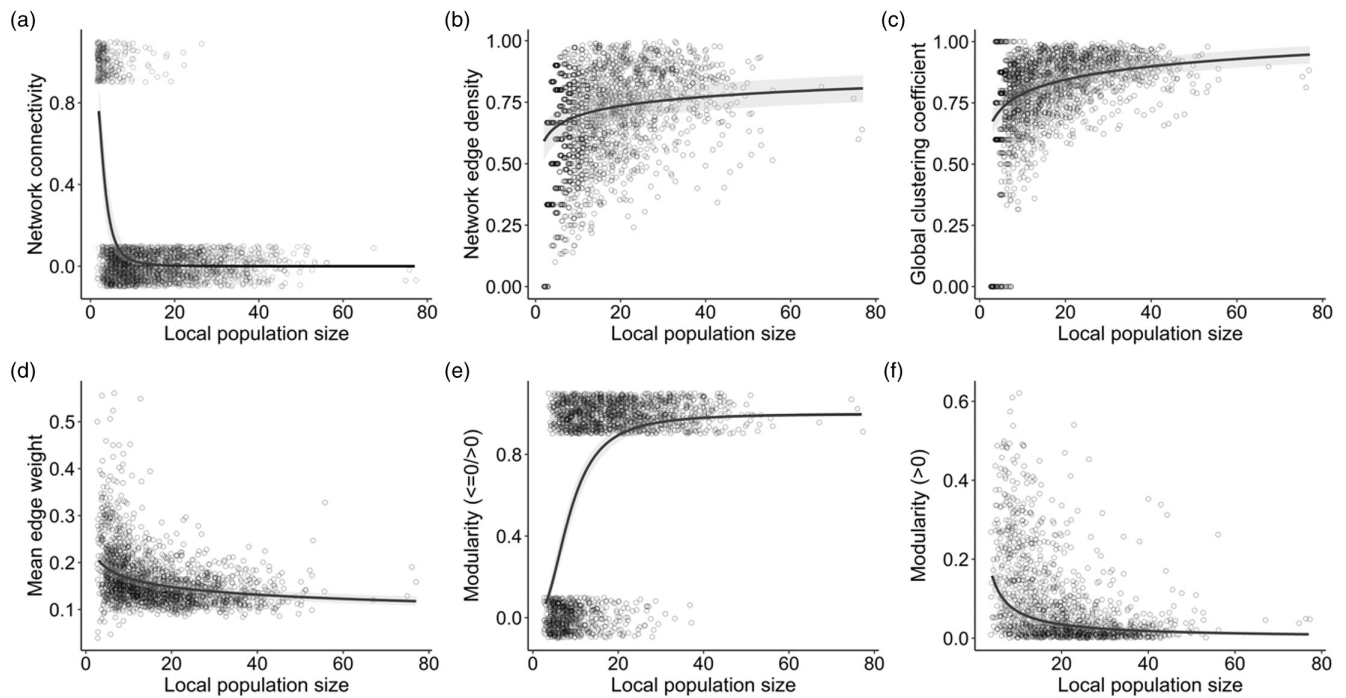 (a)
Network connectivity
0.8
0.4
0.0
0 20 40 60 80
Local population size
(b)
Network edge density
1.00
0.75
0.50
0.25
0.00
0 20 40 60 80
Local population size
(c)
Global clustering coefficient
1.00
0.75
0.50
0.25
0.00
0 20 40 60 80
Local population size
(d)
Mean edge weight
0.5
0.4
0.3
0.2
0.1
0 20 40 60 80
Local population size
(e)
Modularity (<=0/>0)
0.8
0.4
0.0
0 20 40 60 80
Local population size
(f)
Modularity (>0)
0.6
0.4
0.2
0.0
20 40 60 80
Local population size